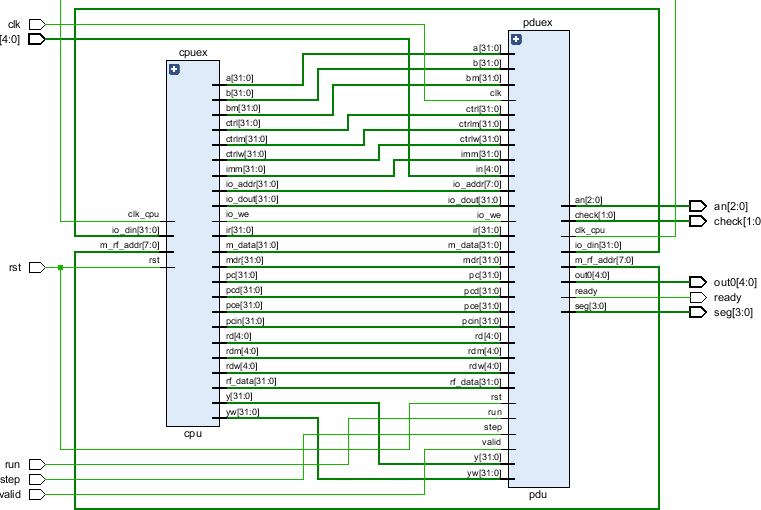 clk
[4:0]
cpuex
a[31:0]
b[31:0]
bm[31:0]
ctrl[31:0]
ctrlm[31:0]
ctrlw[31:0]
imm[31:0]
io_addr[31:0]
io_dout[31:0]
clk_cpu
io_we
io_din[31:0]
ir[31:0]
m_rf_addr[7:0]
m_data[31:0]
rst
mdr[31:0]
pc[31:0]
pcd[31:0]
pce[31:0]
pcin[31:0]
rd[4:0]
rdm[4:0]
rdw[4:0]
rf_data[31:0]
y[31:0]
yw[31:0]
cpu
rst
run
step
valid
pduex
a[31:0]
b[31:0]
bm[31:0]
clk
ctrl[31:0]
ctrlm[31:0]
ctrlw[31:0]
imm[31:0]
in[4:0]
io_addr[7:0]
io_dout[31:0]
io_we
ir[31:0]
m_data[31:0]
mdr[31:0]
pc[31:0]
pcd[31:0]
pce[31:0]
pcin[31:0]
rd[4:0]
rdm[4:0]
rdw[4:0]
rf_data[31:0]
rst
run
step
valid
y[31:0]
yw[31:0]
an[2:0]
check[1:0]
clk_cpu
io_din[31:0]
m_rf_addr[7:0]
out0[4:0]
ready
seg[3:0]
pdu
an[2:0]
check[1:0
out0[4:0]
ready
seg[3:0]